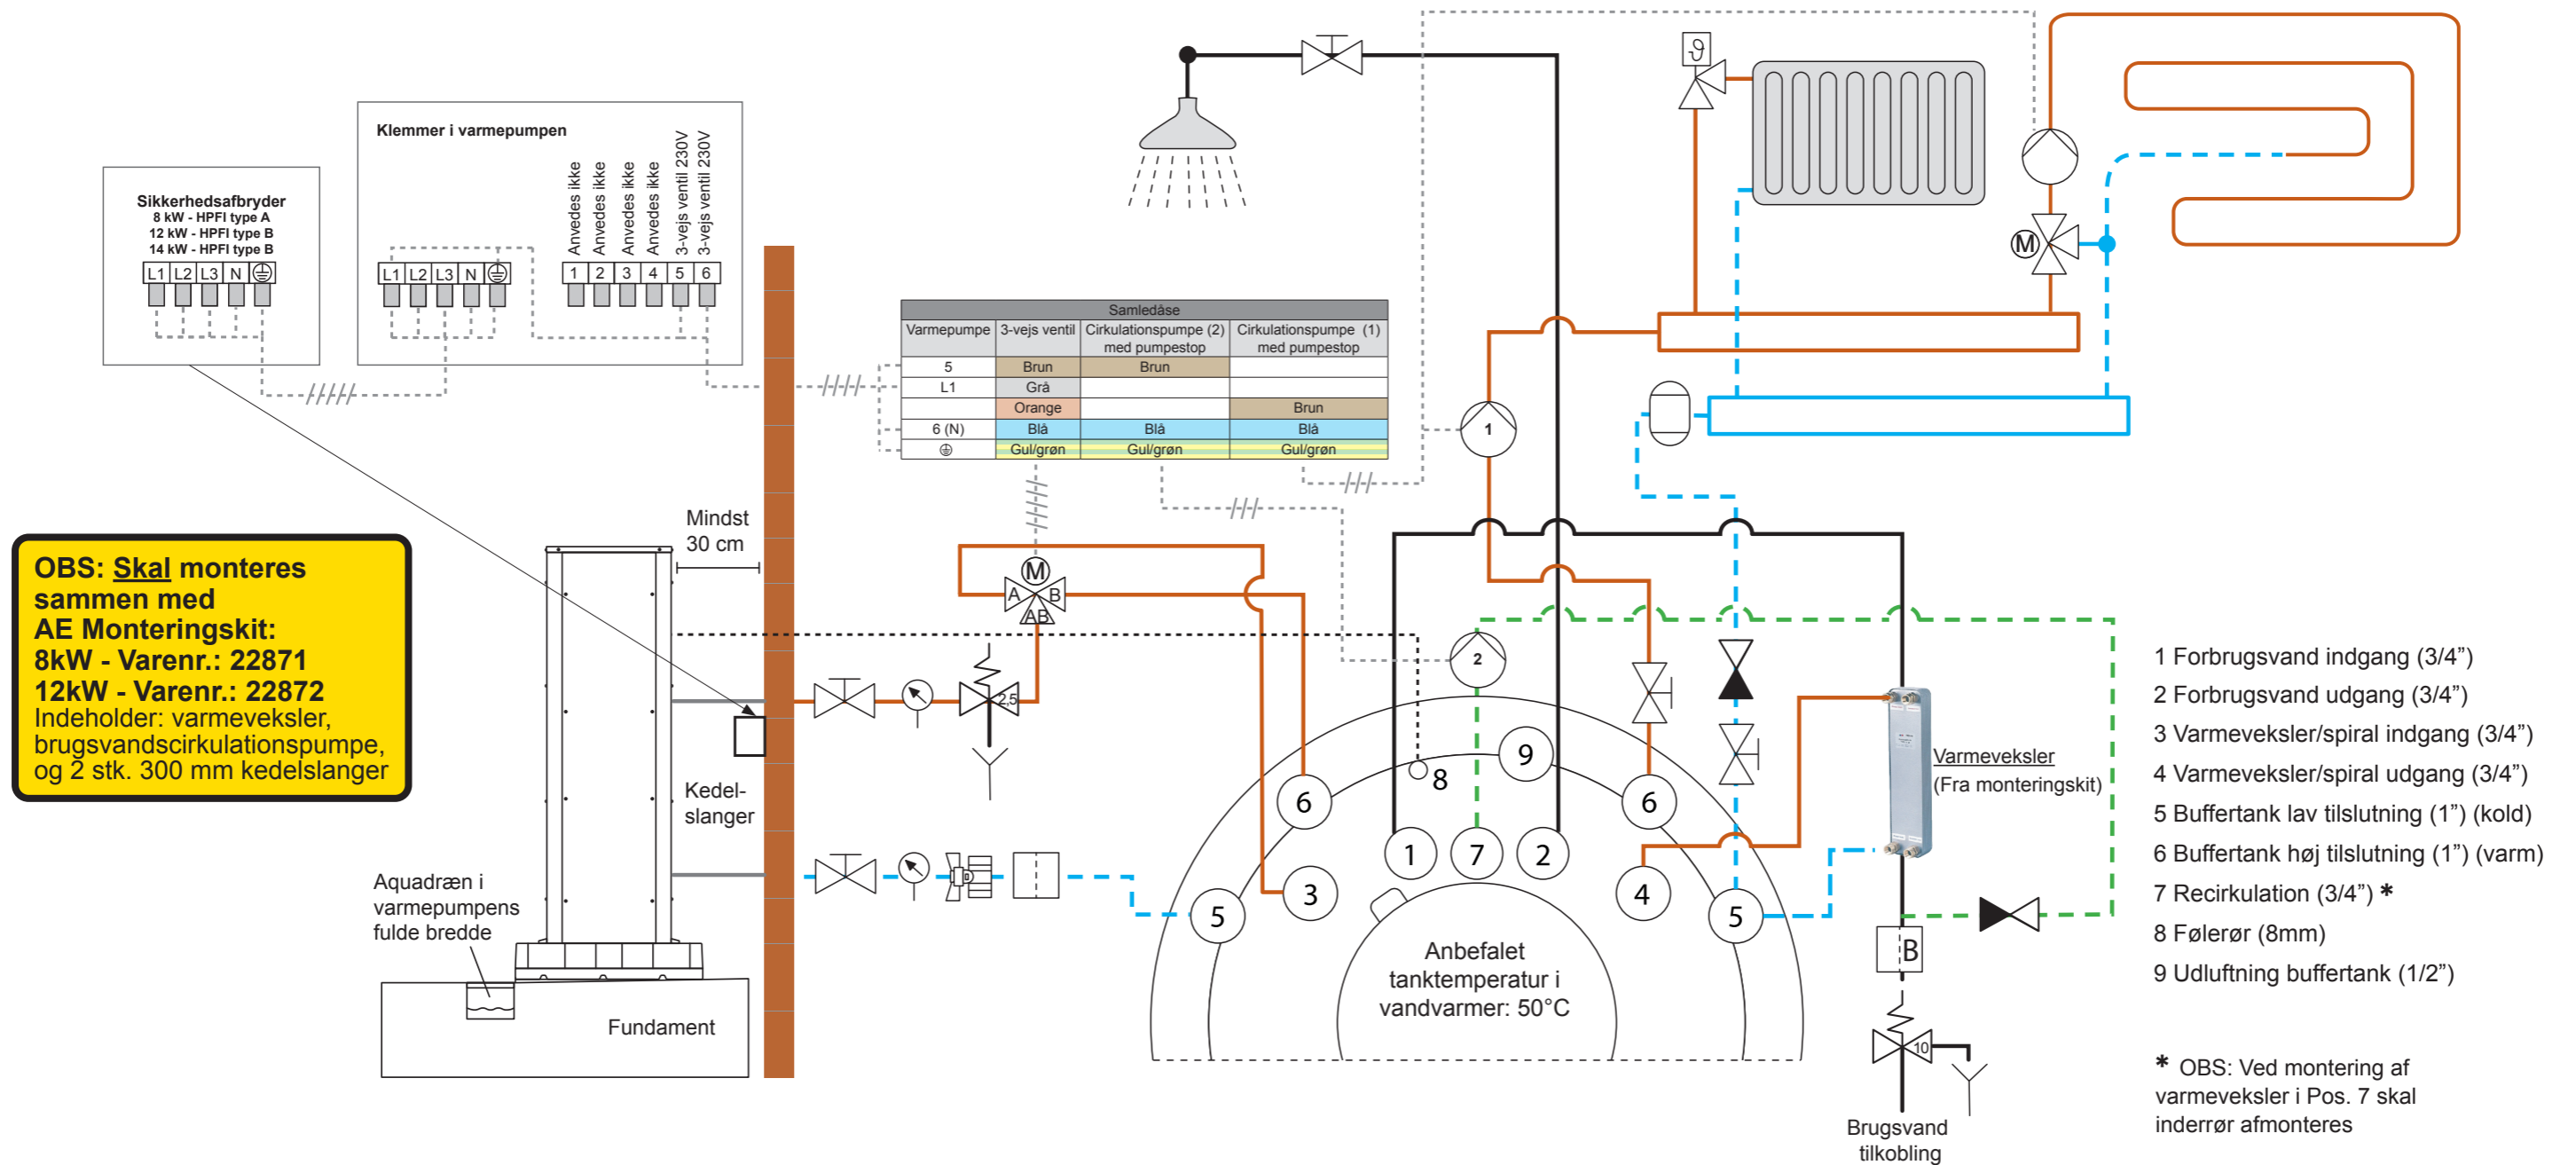 Klemmer i varmepumpen
Anvedes ikke
Anvedes ikke
Anvedes ikke
Anvedes ikke
3-vejs ventil 230V
3-vejs ventil 230V
L1 L2 L3 N
1 2 3 4 5 6
Sikkerhedsafbryder
8 kW - HPFI type A
12 kW - HPFI type B
14 kW - HPFI type B
L1 L2 L3 N
Samledåse
Varmepumpe 3-vejs ventil Cirkulationspumpe (2) med pumpestop Cirkulationspumpe (1) med pumpestop
5 Brun Brun
L1 Grå
Orange Brun
6 (N) Blå Blå Blå
Gul/grøn Gul/grøn Gul/grøn
OBS: Skal monteres
sammen med
AE Monteringskit:
8kW - Varenr.: 22871
12kW - Varenr.: 22872
Indeholder: varmeveksler,
brugsvandscirkulationspumpe,
og 2 stk. 300 mm kedelslanger
Mindst
30 cm
Kedel-
slanger
Aquadræn i
varmepumpens
fulde bredde
Fundament
M
A B
AB
2,5
ϑ
M
1
2
9
8
6
6
1
7
2
3
4
5
5
Anbefalet
tanktemperatur i
vandvarmer: 50°C
Varmeveksler
(Fra monteringskit)
B
10
Brugsvand
tilkobling
1 Forbrugsvand indgang (3/4”)
2 Forbrugsvand udgang (3/4”)
3 Varmeveksler/spiral indgang (3/4”)
4 Varmeveksler/spiral udgang (3/4”)
5 Buffertank lav tilslutning (1”) (kold)
6 Buffertank høj tilslutning (1”) (varm)
7 Recirkulation (3/4”) *
8 Følerør (8mm)
9 Udluftning buffertank (1/2”)
* OBS: Ved montering af
varmeveksler i Pos. 7 skal
inderrør afmonteres